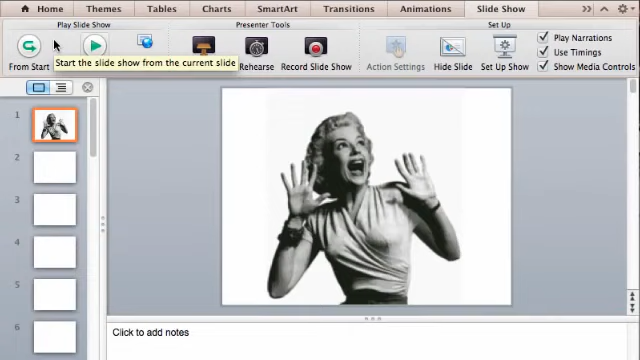 Home Themes Tables Charts SmartArt Transitions Animations Slide Show
Play Slide Show Presenter Tools Set Up
From Start Rehearse Record Slide Show Action Settings Hide Slide Set Up Show
Play Narrations
Use Timings
Show Media Controls
Start the slide show from the current slide
1
2
3
4
5
6
Click to add notes